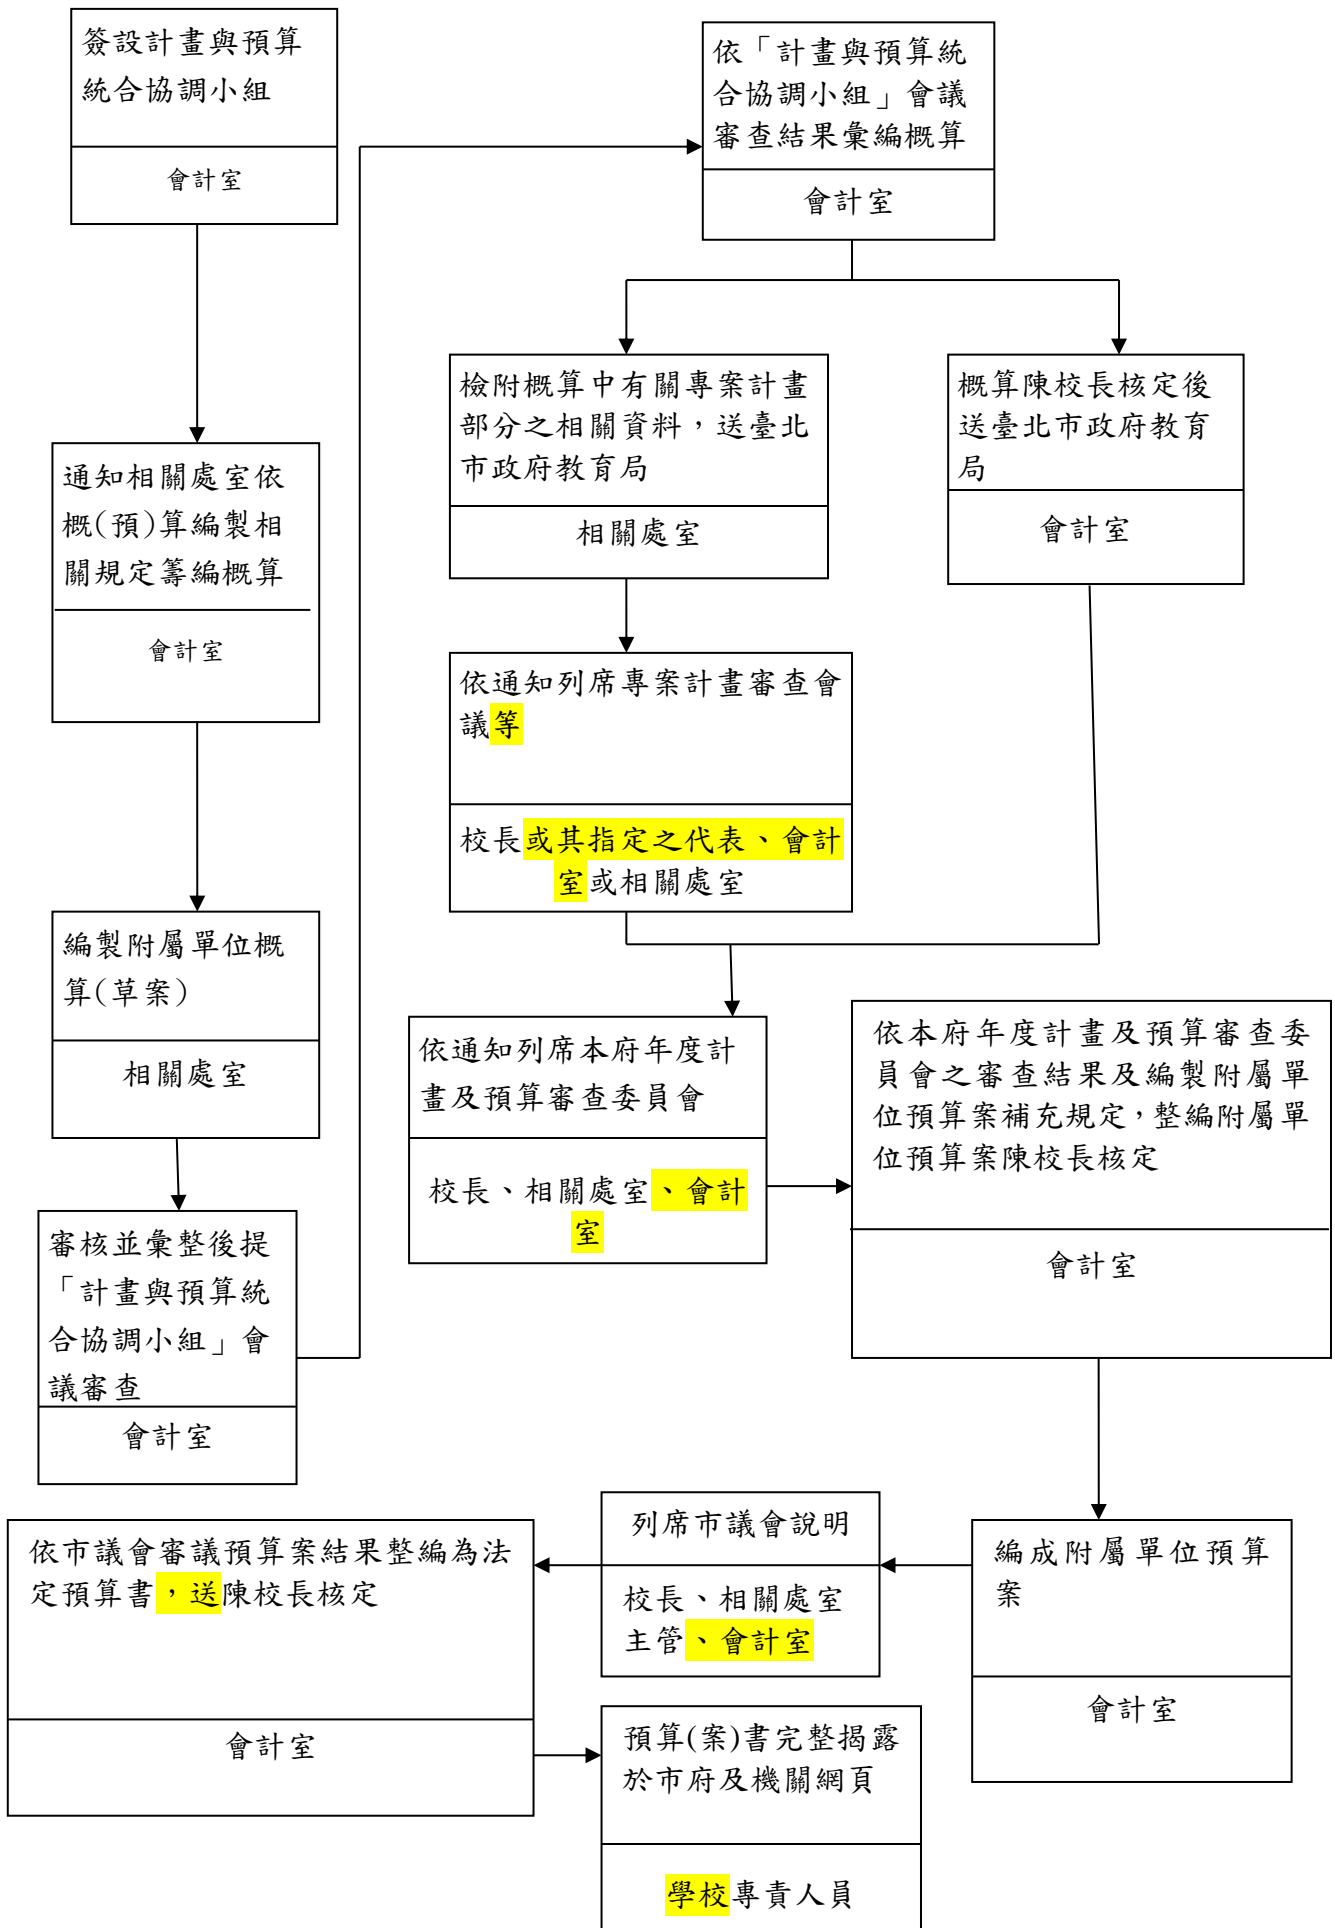 簽設計畫與預算
統合協調小組
會計室
通知相關處室依
概(預)算編製相
關規定籌編概算
會計室
編製附屬單位概
算(草案)
相關處室
審核並彙整後提
「計畫與預算統
合協調小組」會
議審查
會計室
依「計畫與預算統
合協調小組」會議
審查結果彙編概算
會計室
檢附概算中有關專案計畫
部分之相關資料，送臺北
市政府教育局
相關處室
概算陳校長核定後
送臺北市政府教育
局
會計室
依通知列席專案計畫審查會
議等
校長或其指定之代表、會計
室或相關處室
依通知列席本府年度計
畫及預算審查委員會
校長、相關處室、會計
室
依本府年度計畫及預算審查委
員會之審查結果及編製附屬單
位預算案補充規定，整編附屬單
位預算案陳校長核定
會計室
編成附屬單位預算
案
會計室
列席市議會說明
校長、相關處室
主管、會計室
依市議會審議預算案結果整編為法
定預算書，送陳校長核定
會計室
預算(案)書完整揭露
於市府及機關網頁
學校專責人員